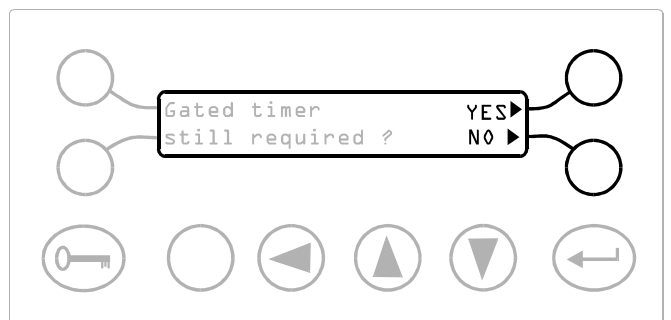 Gated timer YES
still required ? NO